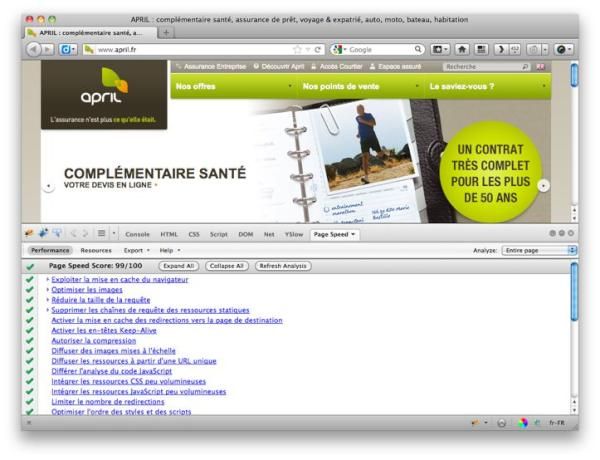 APRIL : complémentaire santé, assurance de prêt, voyage & expatrié, auto, moto, bateau, habitation
APRIL : complémentaire santé, a...
www.april.fr
Google
Assurance Entreprise Découvrir April Accès Courtier Espace assuré Recherche
april
L'assurance n'est plus ce qu'elle était.
Nos offres Nos points de vente Le saviez-vous ?
COMPLÉMENTAIRE SANTÉ
VOTRE DEVIS EN LIGNE
entrainement
marathon
UN CONTRAT
TRÈS COMPLET
POUR LES PLUS
DE 50 ANS
Console HTML CSS Script DOM Net YSlow Page Speed
Performance Resources Export Help Analyze: Entire page
Page Speed Score: 99/100 Expand All Collapse All Refresh Analysis
Exploiter la mise en cache du navigateur
Optimiser les images
Réduire la taille de la requête
Supprimer les chaînes de requête des ressources statiques
Activer la mise en cache des redirections vers la page de destination
Activer les en-têtes Keep-Alive
Autoriser la compression
Diffuser des images mises à l'échelle
Diffuser les ressources à partir d'une URL unique
Différer l'analyse du code JavaScript
Intégrer les ressources CSS peu volumineuses
Intégrer les ressources JavaScript peu volumineuses
Limiter le nombre de redirections
Optimiser l'ordre des styles et des scripts
fr-FR